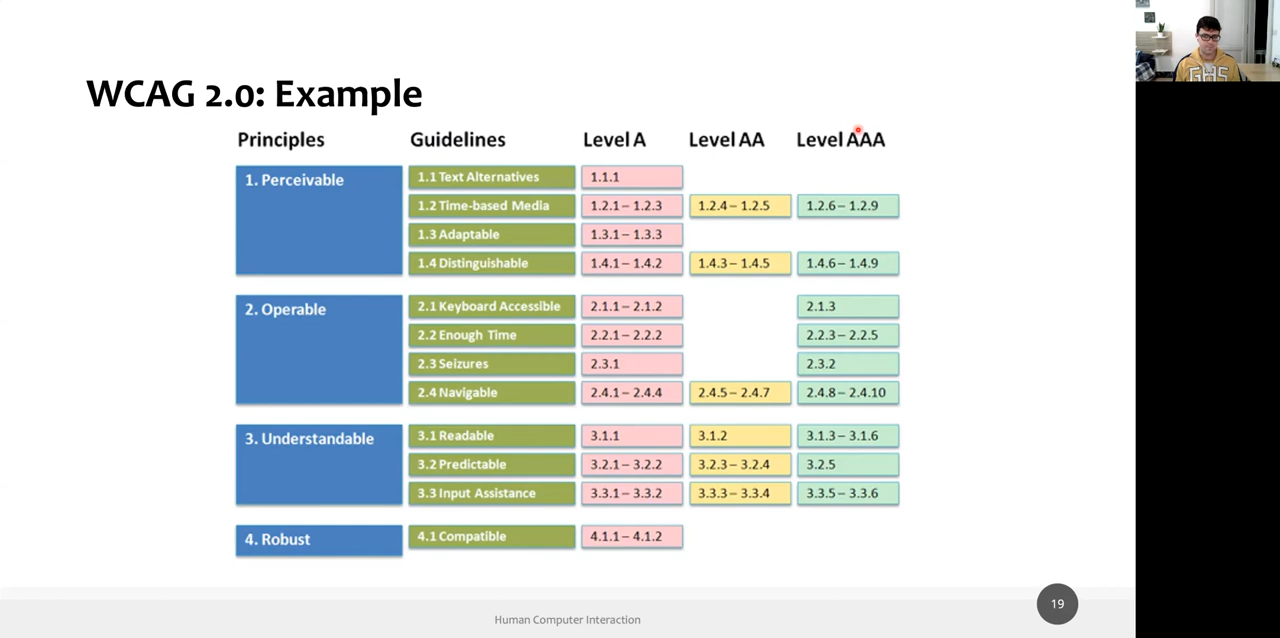 WCAG 2.0: Example
Principles Guidelines Level A Level AA Level AAA
1. Perceivable 1.1 Text Alternatives 1.1.1
1.2 Time-based Media 1.2.1 – 1.2.3 1.2.4 – 1.2.5 1.2.6 – 1.2.9
1.3 Adaptable 1.3.1 – 1.3.3
1.4 Distinguishable 1.4.1 – 1.4.2 1.4.3 – 1.4.5 1.4.6 – 1.4.9
2. Operable 2.1 Keyboard Accessible 2.1.1 – 2.1.2 2.1.3
2.2 Enough Time 2.2.1 – 2.2.2 2.2.3 – 2.2.5
2.3 Seizures 2.3.1 2.3.2
2.4 Navigable 2.4.1 – 2.4.4 2.4.5 – 2.4.7 2.4.8 – 2.4.10
3. Understandable 3.1 Readable 3.1.1 3.1.2 3.1.3 – 3.1.6
3.2 Predictable 3.2.1 – 3.2.2 3.2.3 – 3.2.4 3.2.5
3.3 Input Assistance 3.3.1 – 3.3.2 3.3.3 – 3.3.4 3.3.5 – 3.3.6
4. Robust 4.1 Compatible 4.1.1 – 4.1.2
Human Computer Interaction
19
GHS